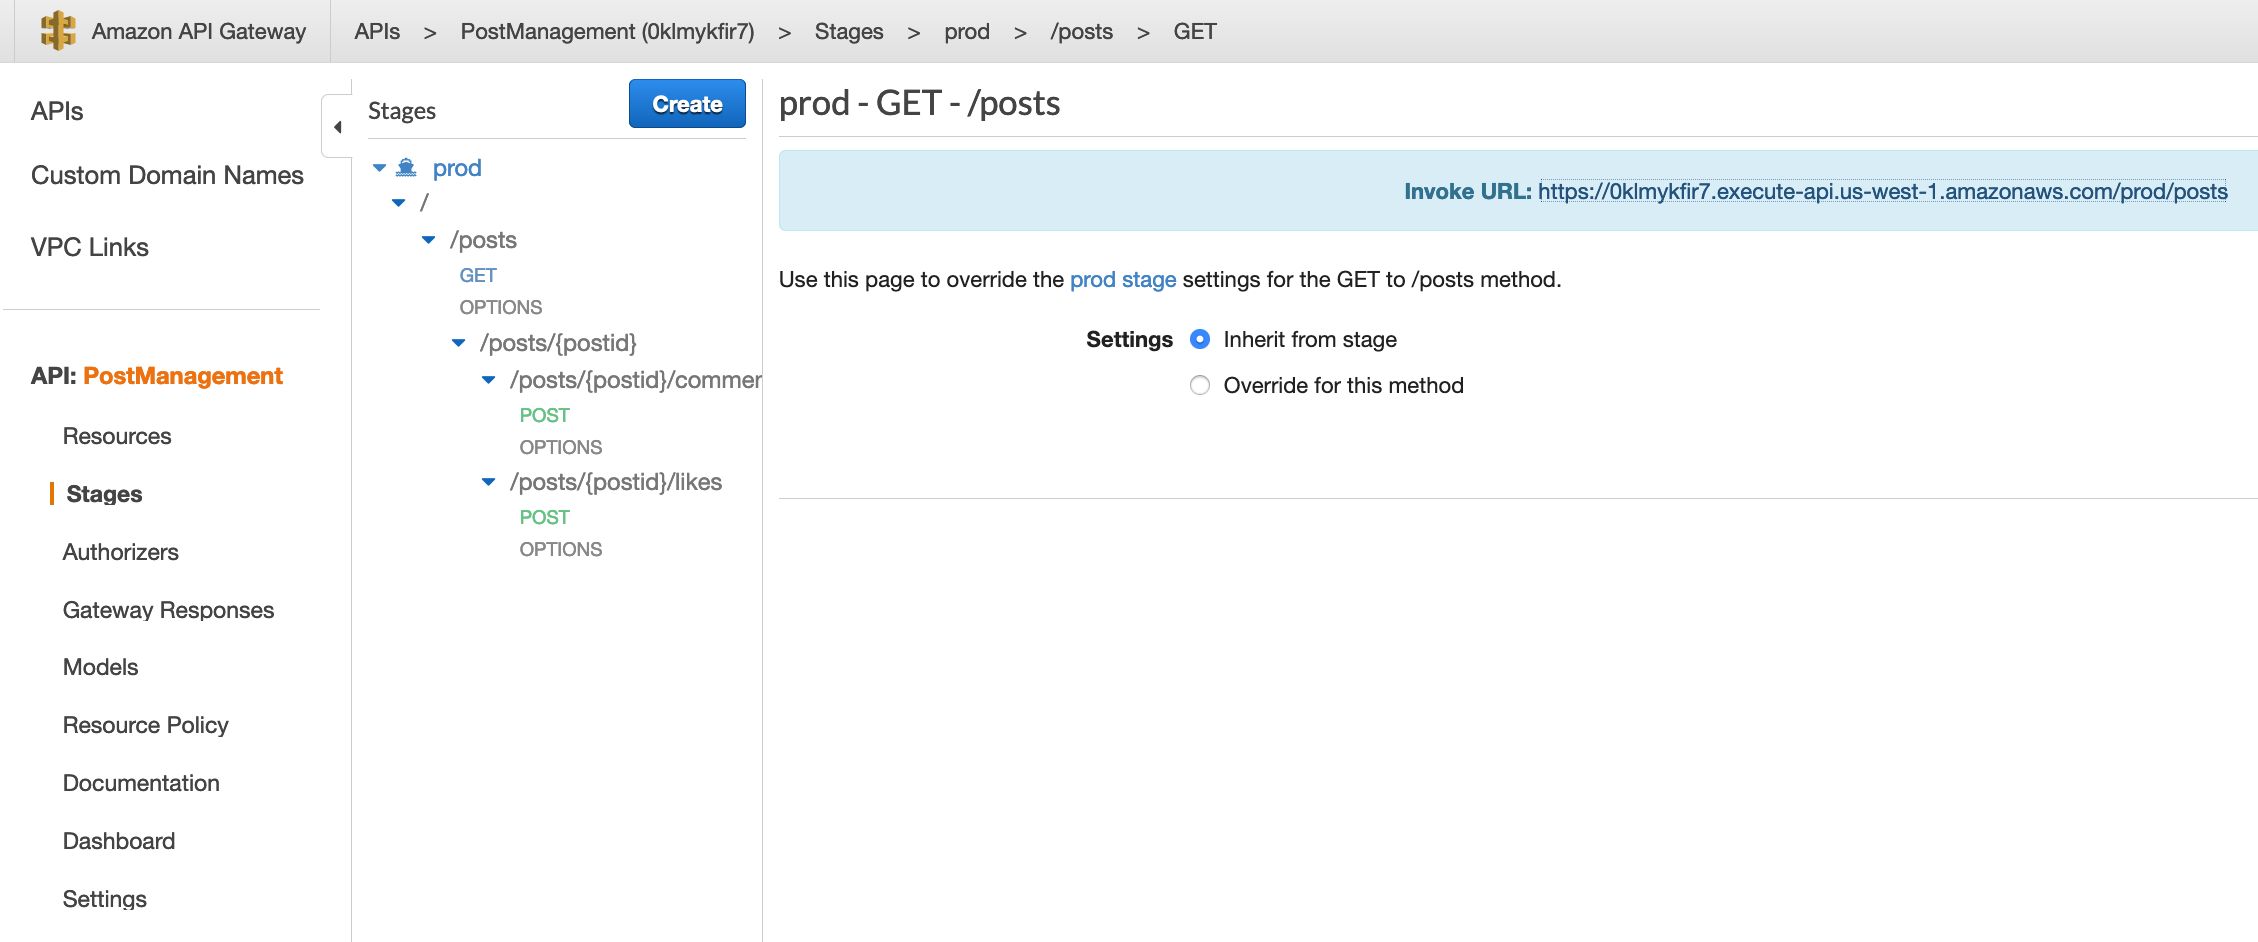 Amazon API Gateway
APIs > PostManagement (0klmykfir7) > Stages > prod > /posts > GET
APIs
Custom Domain Names
VPC Links
API: PostManagement
Resources
Stages
Authorizers
Gateway Responses
Models
Resource Policy
Documentation
Dashboard
Settings
Stages
Create
prod
/
/posts
GET
OPTIONS
/posts/{postid}
/posts/{postid}/commer
POST
OPTIONS
/posts/{postid}/likes
POST
OPTIONS
prod - GET - /posts
Invoke URL: https://0klmykfir7.execute-api.us-west-1.amazonaws.com/prod/posts
Use this page to override the prod stage settings for the GET to /posts method.
Settings
Inherit from stage
Override for this method